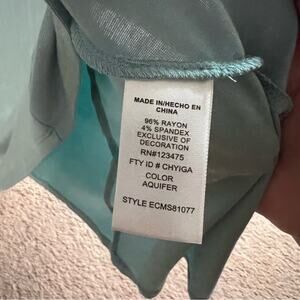 MADE IN/HECHO EN
CHINA
96% RAYON
4% SPANDEX
EXCLUSIVE OF
DECORATION
RN#123475
FTY ID # CHYIGA
COLOR
AQUIFER
STYLE ECMS81077